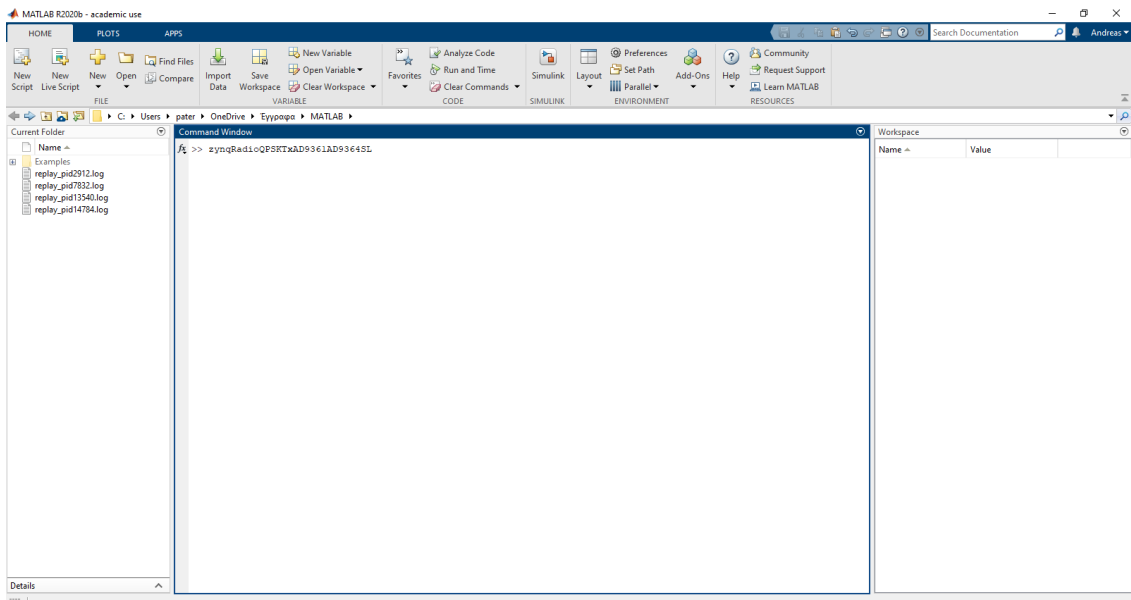 MATLAB R2020b - academic use
HOME PLOTS APPS
Search Documentation
Andreas
New Script
New Live Script
New
Open
Find Files
Compare
Import Data
Save Workspace
New Variable
Open Variable
Clear Workspace
Favorites
Analyze Code
Run and Time
Clear Commands
Simulink
Layout
Preferences
Set Path
Parallel
Add-Ons
Help
Community
Request Support
Learn MATLAB
FILE VARIABLE CODE SIMULINK ENVIRONMENT RESOURCES
C: Users pater OneDrive Έγγραφα MATLAB
Current Folder
Name
Examples
replay_pid2912.log
replay_pid7832.log
replay_pid13540.log
replay_pid14784.log
Details
Command Window
fx >> zynqRadioQPSKTxAD9361AD9364SL
Workspace
Name Value